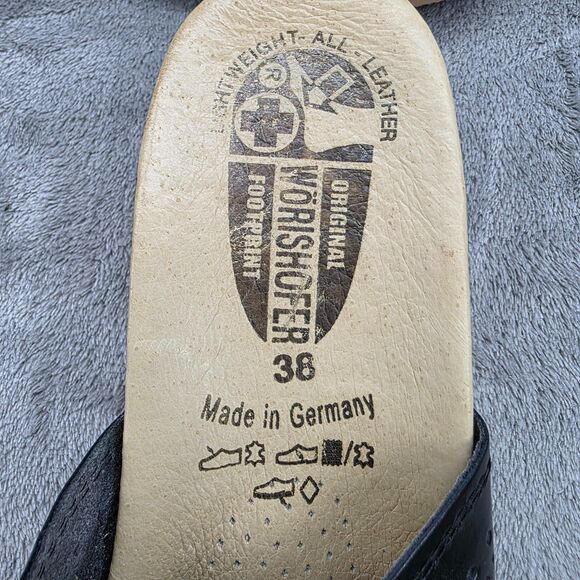 LIGHTWEIGHT - ALL - LEATHER
R
ORIGINAL
WÖRISHOFER
FOOTPRINT
38
Made in Germany
/